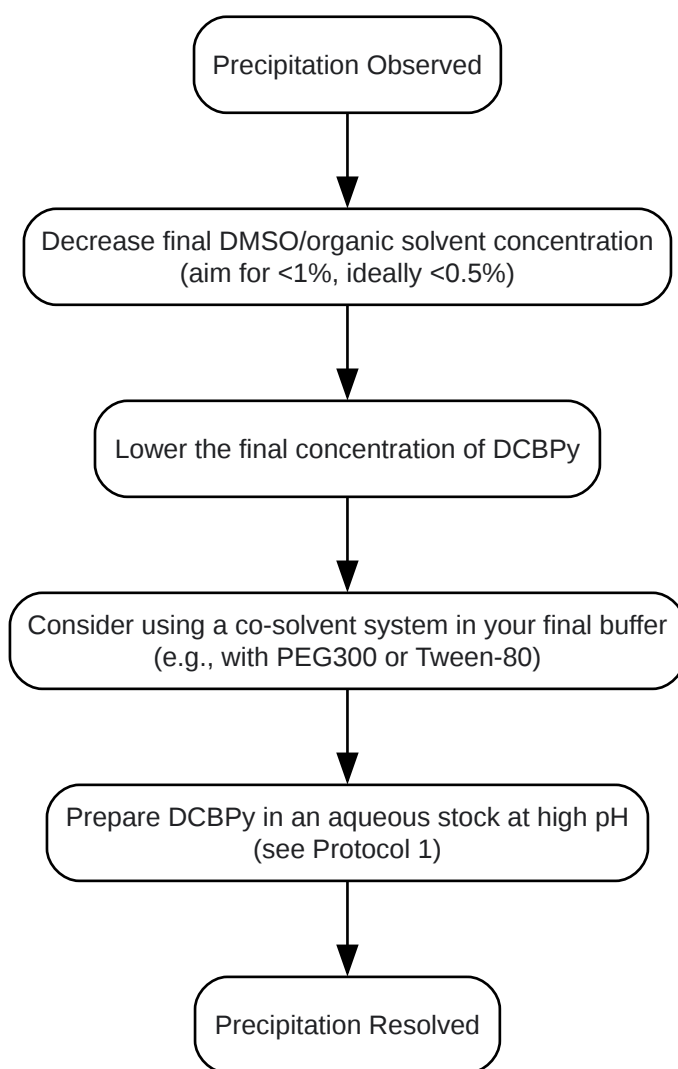 Precipitation Observed
Decrease final DMSO/organic solvent concentration
(aim for <1%, ideally <0.5%)
Lower the final concentration of DCBPy
Consider using a co-solvent system in your final buffer
(e.g., with PEG300 or Tween-80)
Prepare DCBPy in an aqueous stock at high pH
(see Protocol 1)
Precipitation Resolved